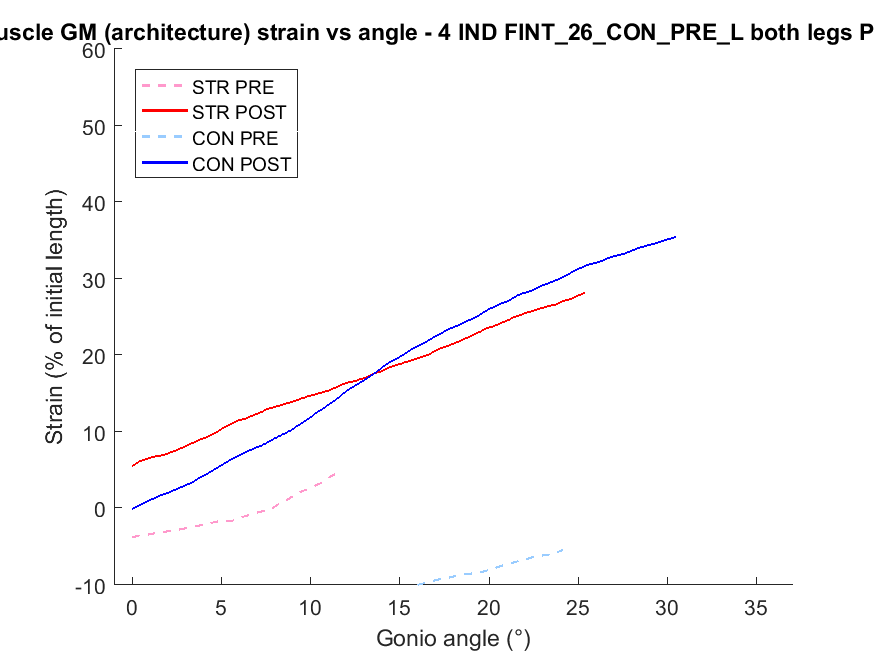 uscle GM (architecture) strain vs angle - 4 IND FINT_26_CON_PRE_L both legs P
60
50
40
30
20
10
0
-10
STR PRE
STR POST
CON PRE
CON POST
Strain (% of initial length)
0 5 10 15 20 25 30 35
Gonio angle (°)